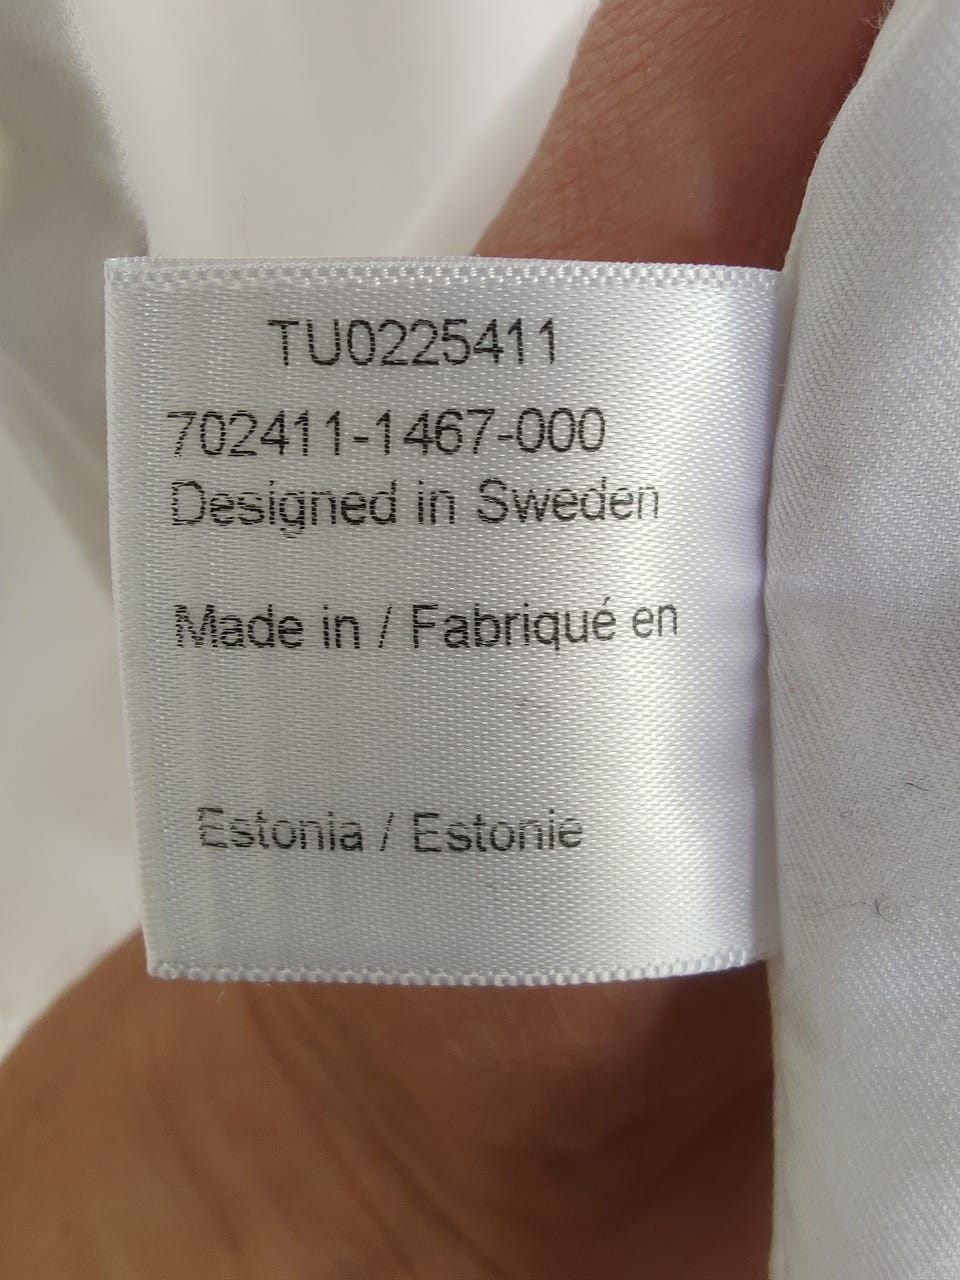 TU0225411
702411-1467-000
Designed in Sweden
Made in / Fabriqué en
Estonia / Estonie